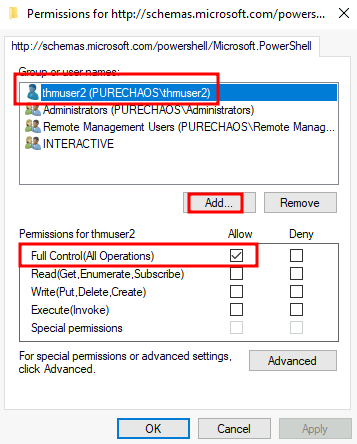 Permissions for http://schemas.microsoft.com/powers...
http://schemas.microsoft.com/powershell/Microsoft.PowerShell
Group or user names:
thmuser2 (PURECHAOS\thmuser2)
Administrators (PURECHAOS\Administrators)
Remote Management Users (PURECHAOS\Remote Manag...
INTERACTIVE
Add... Remove
Permissions for thmuser2 Allow Deny
Full Control(All Operations)
Read(Get,Enumerate,Subscribe)
Write(Put,Delete,Create)
Execute(Invoke)
Special permissions
For special permissions or advanced settings, Advanced
click Advanced.
OK Cancel Apply